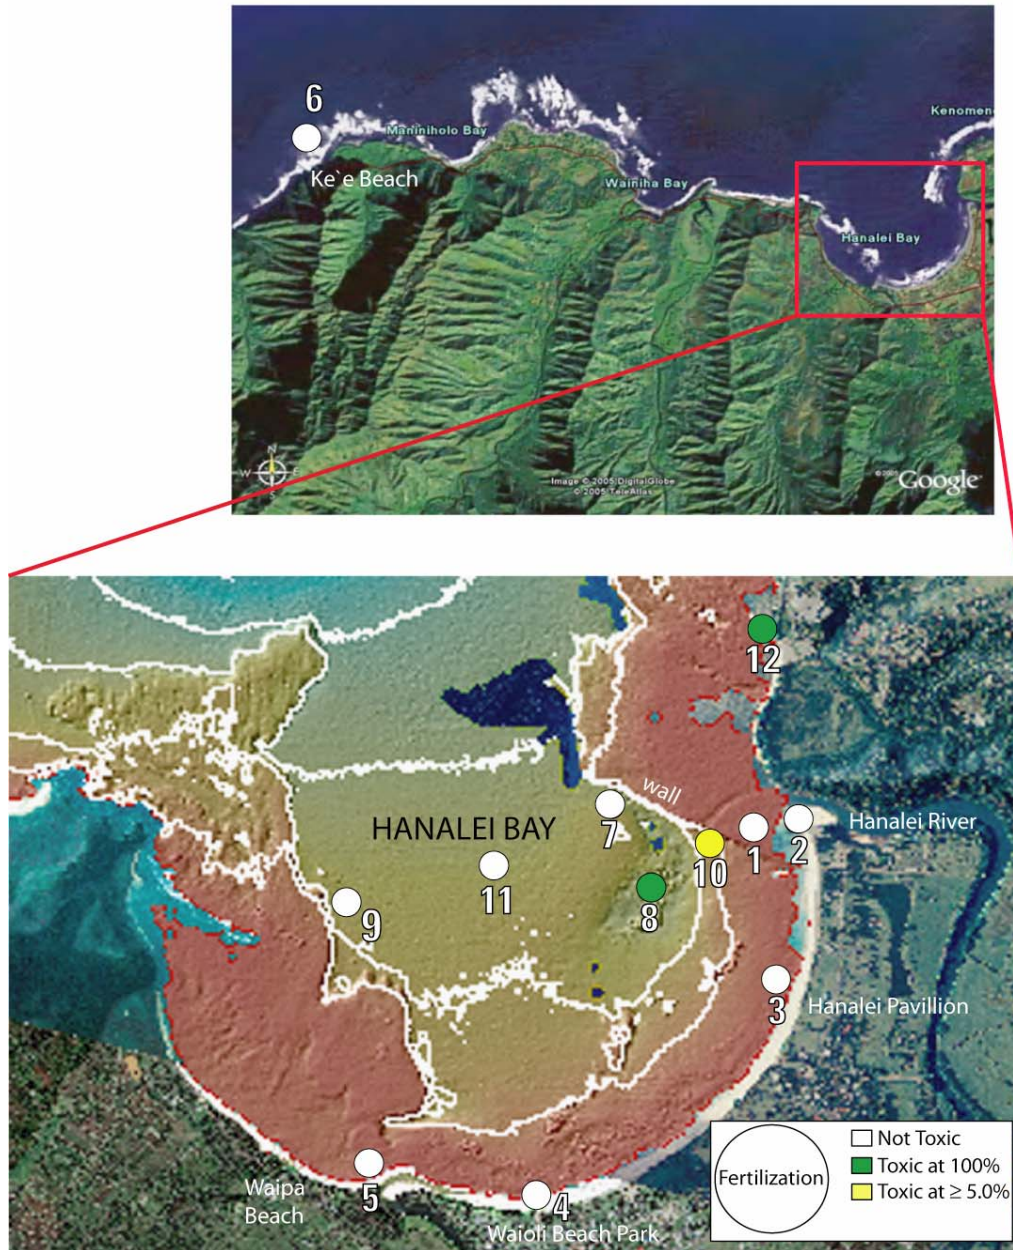 6
Maniniholo Bay
Ke`e Beach
Kenomen
Wainiha Bay
Hanalei Bay
N
W E
S
Image © 2005 DigitalGlobe
© 2005 TeleAtlas
©2005 Google
12
wall
HANALEI BAY
7
Hanalei River
1
2
10
11
8
9
3
Hanalei Pavillion
Waipa
Beach
5
4
Waioli Beach Park
Fertilization
Not Toxic
Toxic at 100%
Toxic at ≥ 5.0%